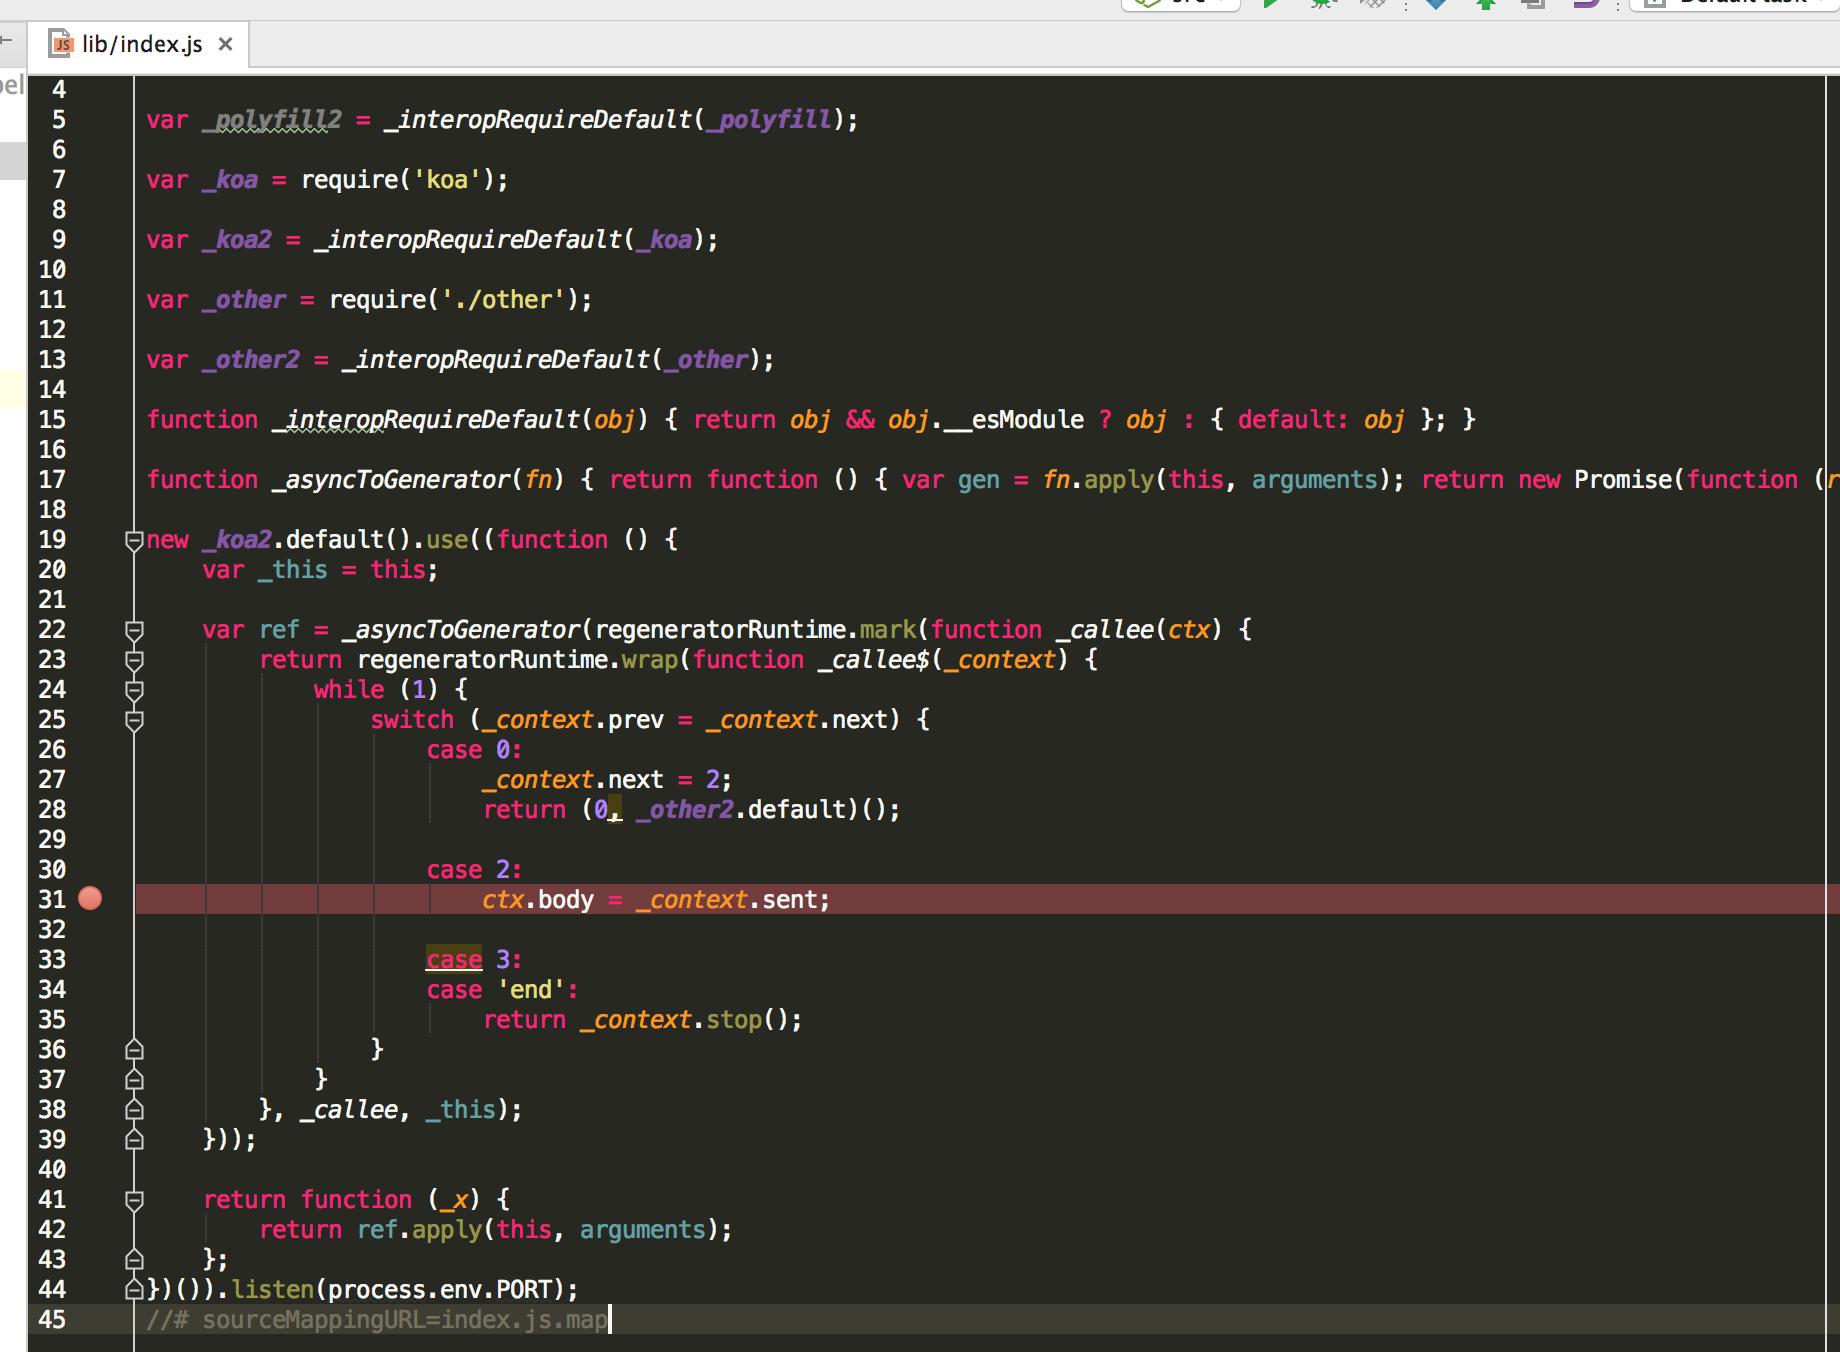 lib/index.js
4
5 var _polyfill2 = _interopRequireDefault(_polyfill);
6
7 var _koa = require('koa');
8
9 var _koa2 = _interopRequireDefault(_koa);
10
11 var _other = require('./other');
12
13 var _other2 = _interopRequireDefault(_other);
14
15 function _interopRequireDefault(obj) { return obj && obj.__esModule ? obj : { default: obj }; }
16
17 function _asyncToGenerator(fn) { return function () { var gen = fn.apply(this, arguments); return new Promise(function (r
18
19 new _koa2.default().use((function () {
20     var _this = this;
21
22     var ref = _asyncToGenerator(regeneratorRuntime.mark(function _callee(ctx) {
23         return regeneratorRuntime.wrap(function _callee$(_context) {
24             while (1) {
25                 switch (_context.prev = _context.next) {
26                     case 0:
27                         _context.next = 2;
28                         return (0, _other2.default)();
29
30                     case 2:
31                         ctx.body = _context.sent;
32
33                     case 3:
34                     case 'end':
35                         return _context.stop();
36                 }
37             }
38         }, _callee, _this);
39     }));
40
41     return function (_x) {
42         return ref.apply(this, arguments);
43     };
44 })()).listen(process.env.PORT);
45 //# sourceMappingURL=index.js.map